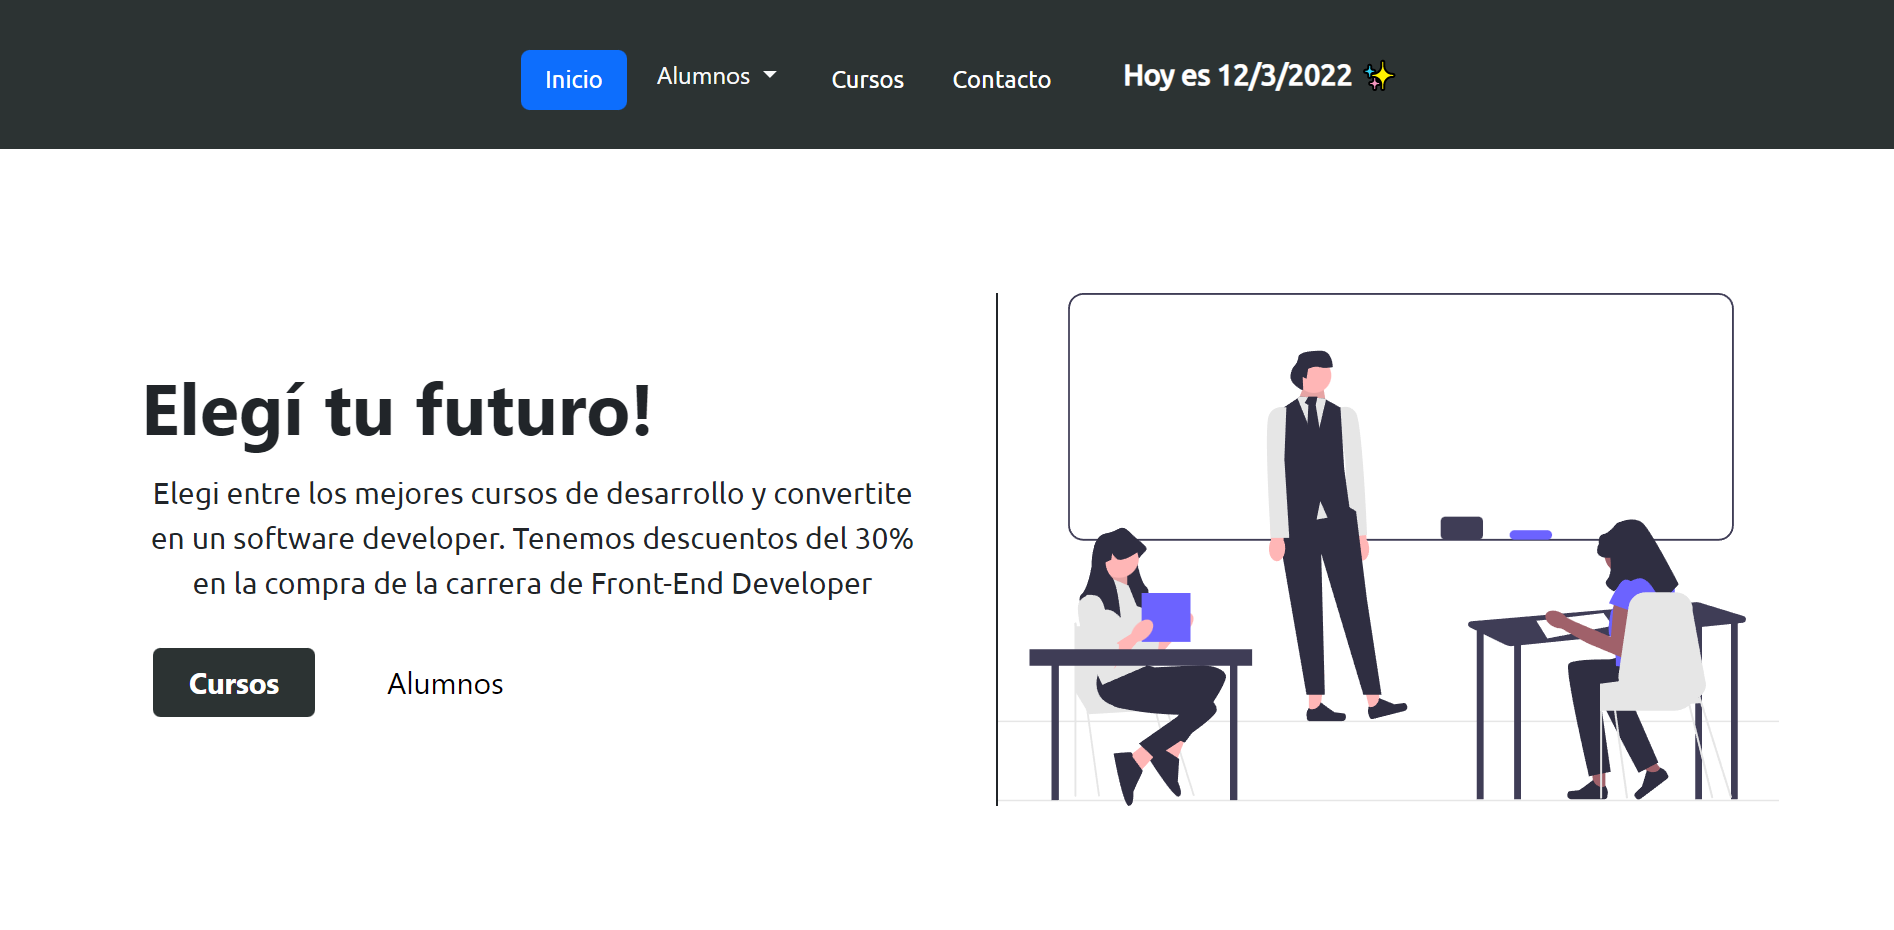 Inicio Alumnos Cursos Contacto Hoy es 12/3/2022 ✨
Elegí tu futuro!
Elegi entre los mejores cursos de desarrollo y convertite
en un software developer. Tenemos descuentos del 30%
en la compra de la carrera de Front-End Developer
Cursos Alumnos